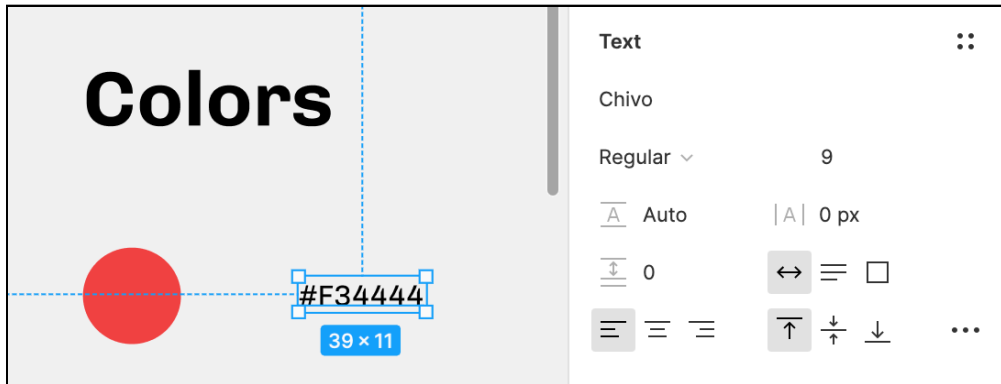 Colors
#F34444
39 × 11
Text
Chivo
Regular 9
A Auto |A| 0 px
0